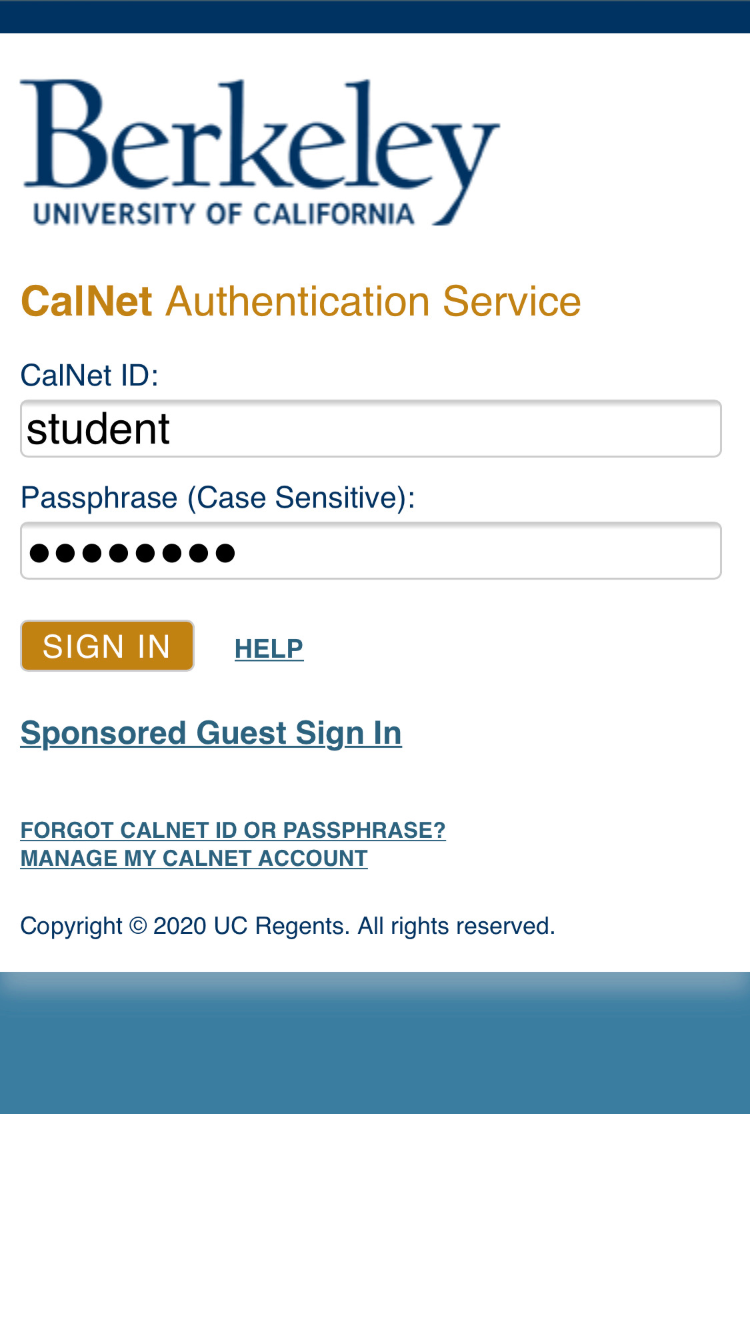 Berkeley
UNIVERSITY OF CALIFORNIA
CalNet Authentication Service
CalNet ID:
student
Passphrase (Case Sensitive):
●●●●●●●●
SIGN IN HELP
Sponsored Guest Sign In
FORGOT CALNET ID OR PASSPHRASE?
MANAGE MY CALNET ACCOUNT
Copyright © 2020 UC Regents. All rights reserved.